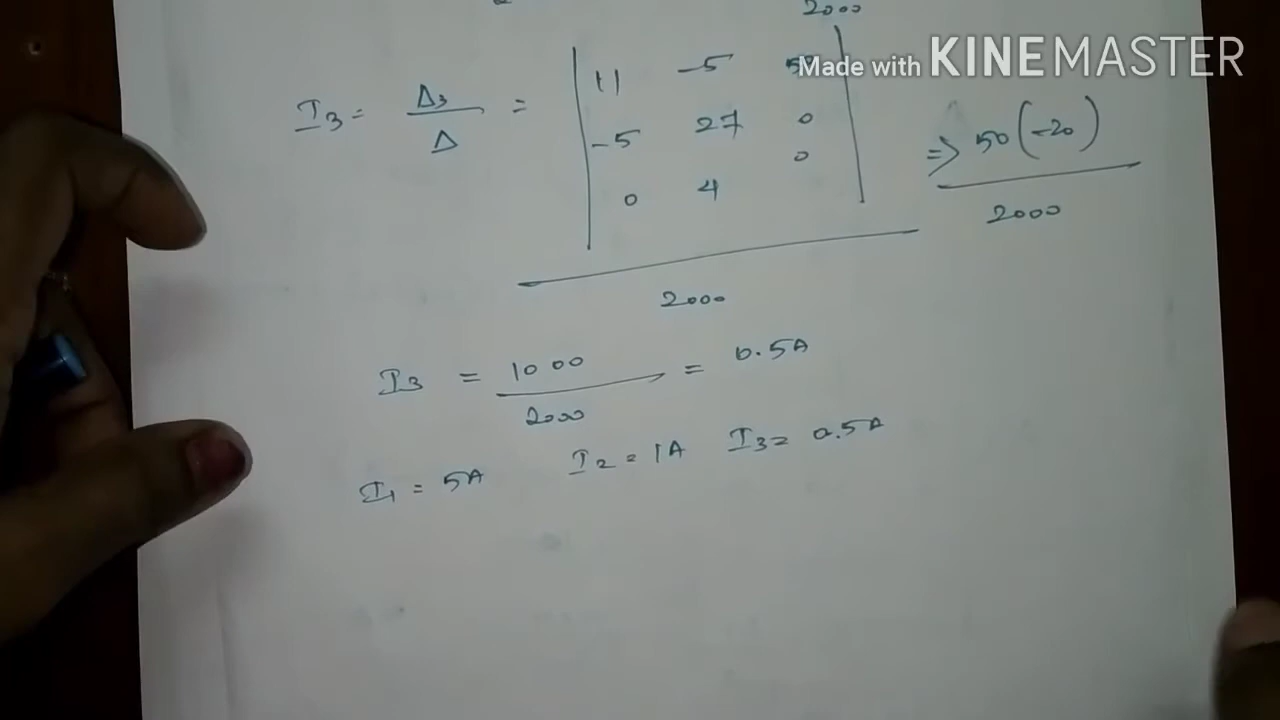 2000
Made with KINEMASTER
I3 = Δ3 / Δ = | 11 -5 50 |
| -5 27 0 |
| 0 4 0 |
2000
=> 50(-20)
2000
I3 = 1000 / 2000 = 0.5A
I1 = 5A I2 = 1A I3 = 0.5A